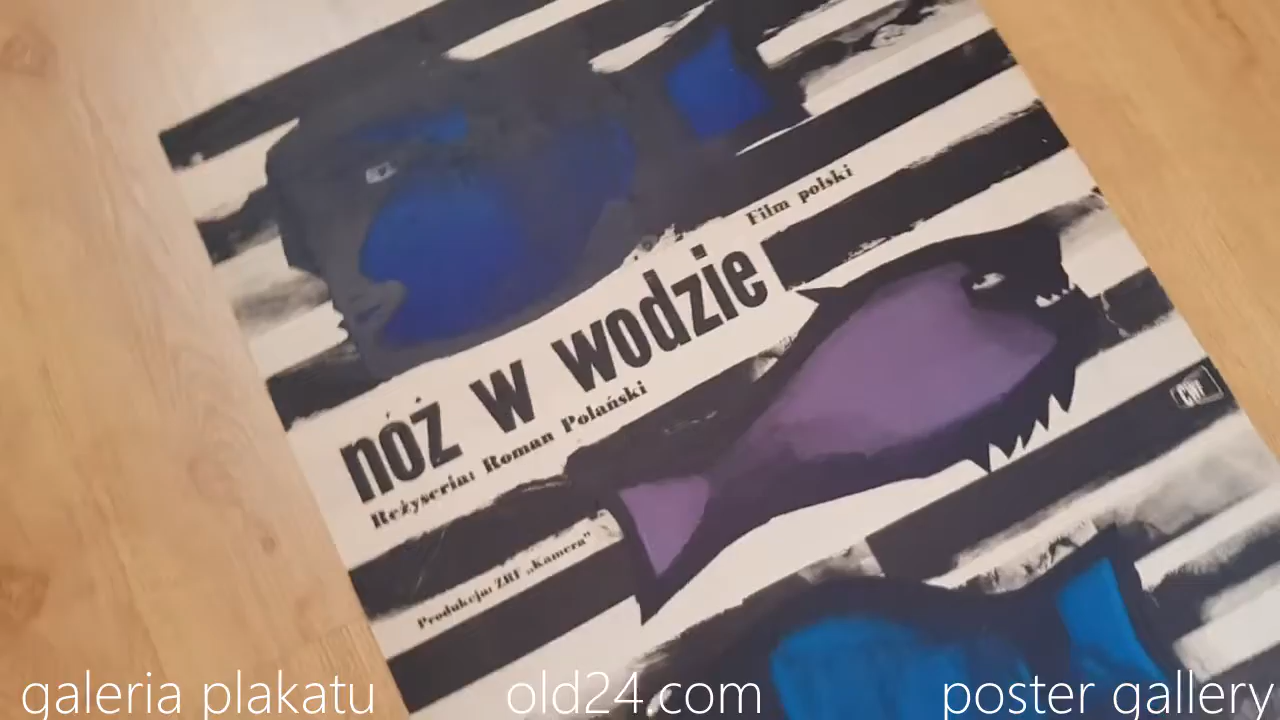 Film polski
nóż w wodzie
Reżyseria: Roman Polański
CWF
Produkcja: ZRF „Kamera”
galeria plakatu
old24.com
poster gallery